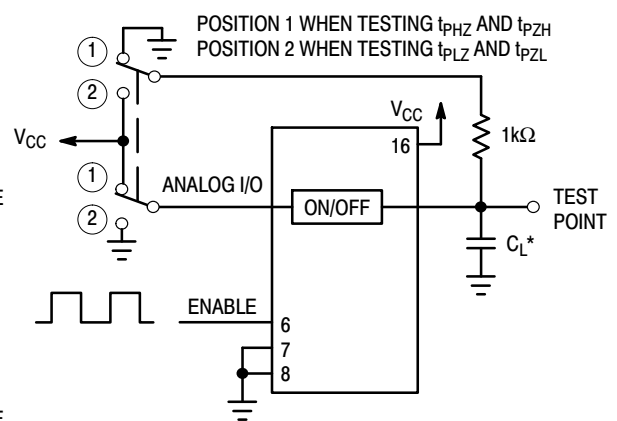 POSITION 1 WHEN TESTING tPHZ AND tPZH
POSITION 2 WHEN TESTING tPLZ AND tPZL
1
2
VCC
VCC
16
1kΩ
1
2
ANALOG I/O
ON/OFF
TEST
POINT
CL*
ENABLE
6
7
8